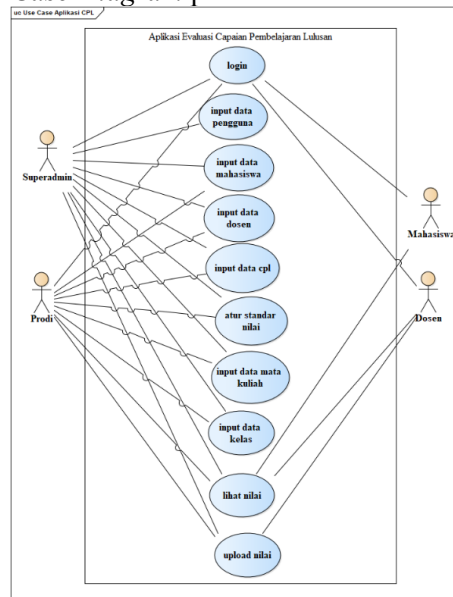 uc Use Case Aplikasi CPL
Aplikasi Evaluasi Capaian Pembelajaran Lulusan
login
input data
pengguna
input data
mahasiswa
input data
dosen
input data cpl
atur standar
nilai
input data mata
kuliah
input data
kelas
lihat nilai
upload nilai
Superadmin
Prodi
Mahasiswa
Dosen